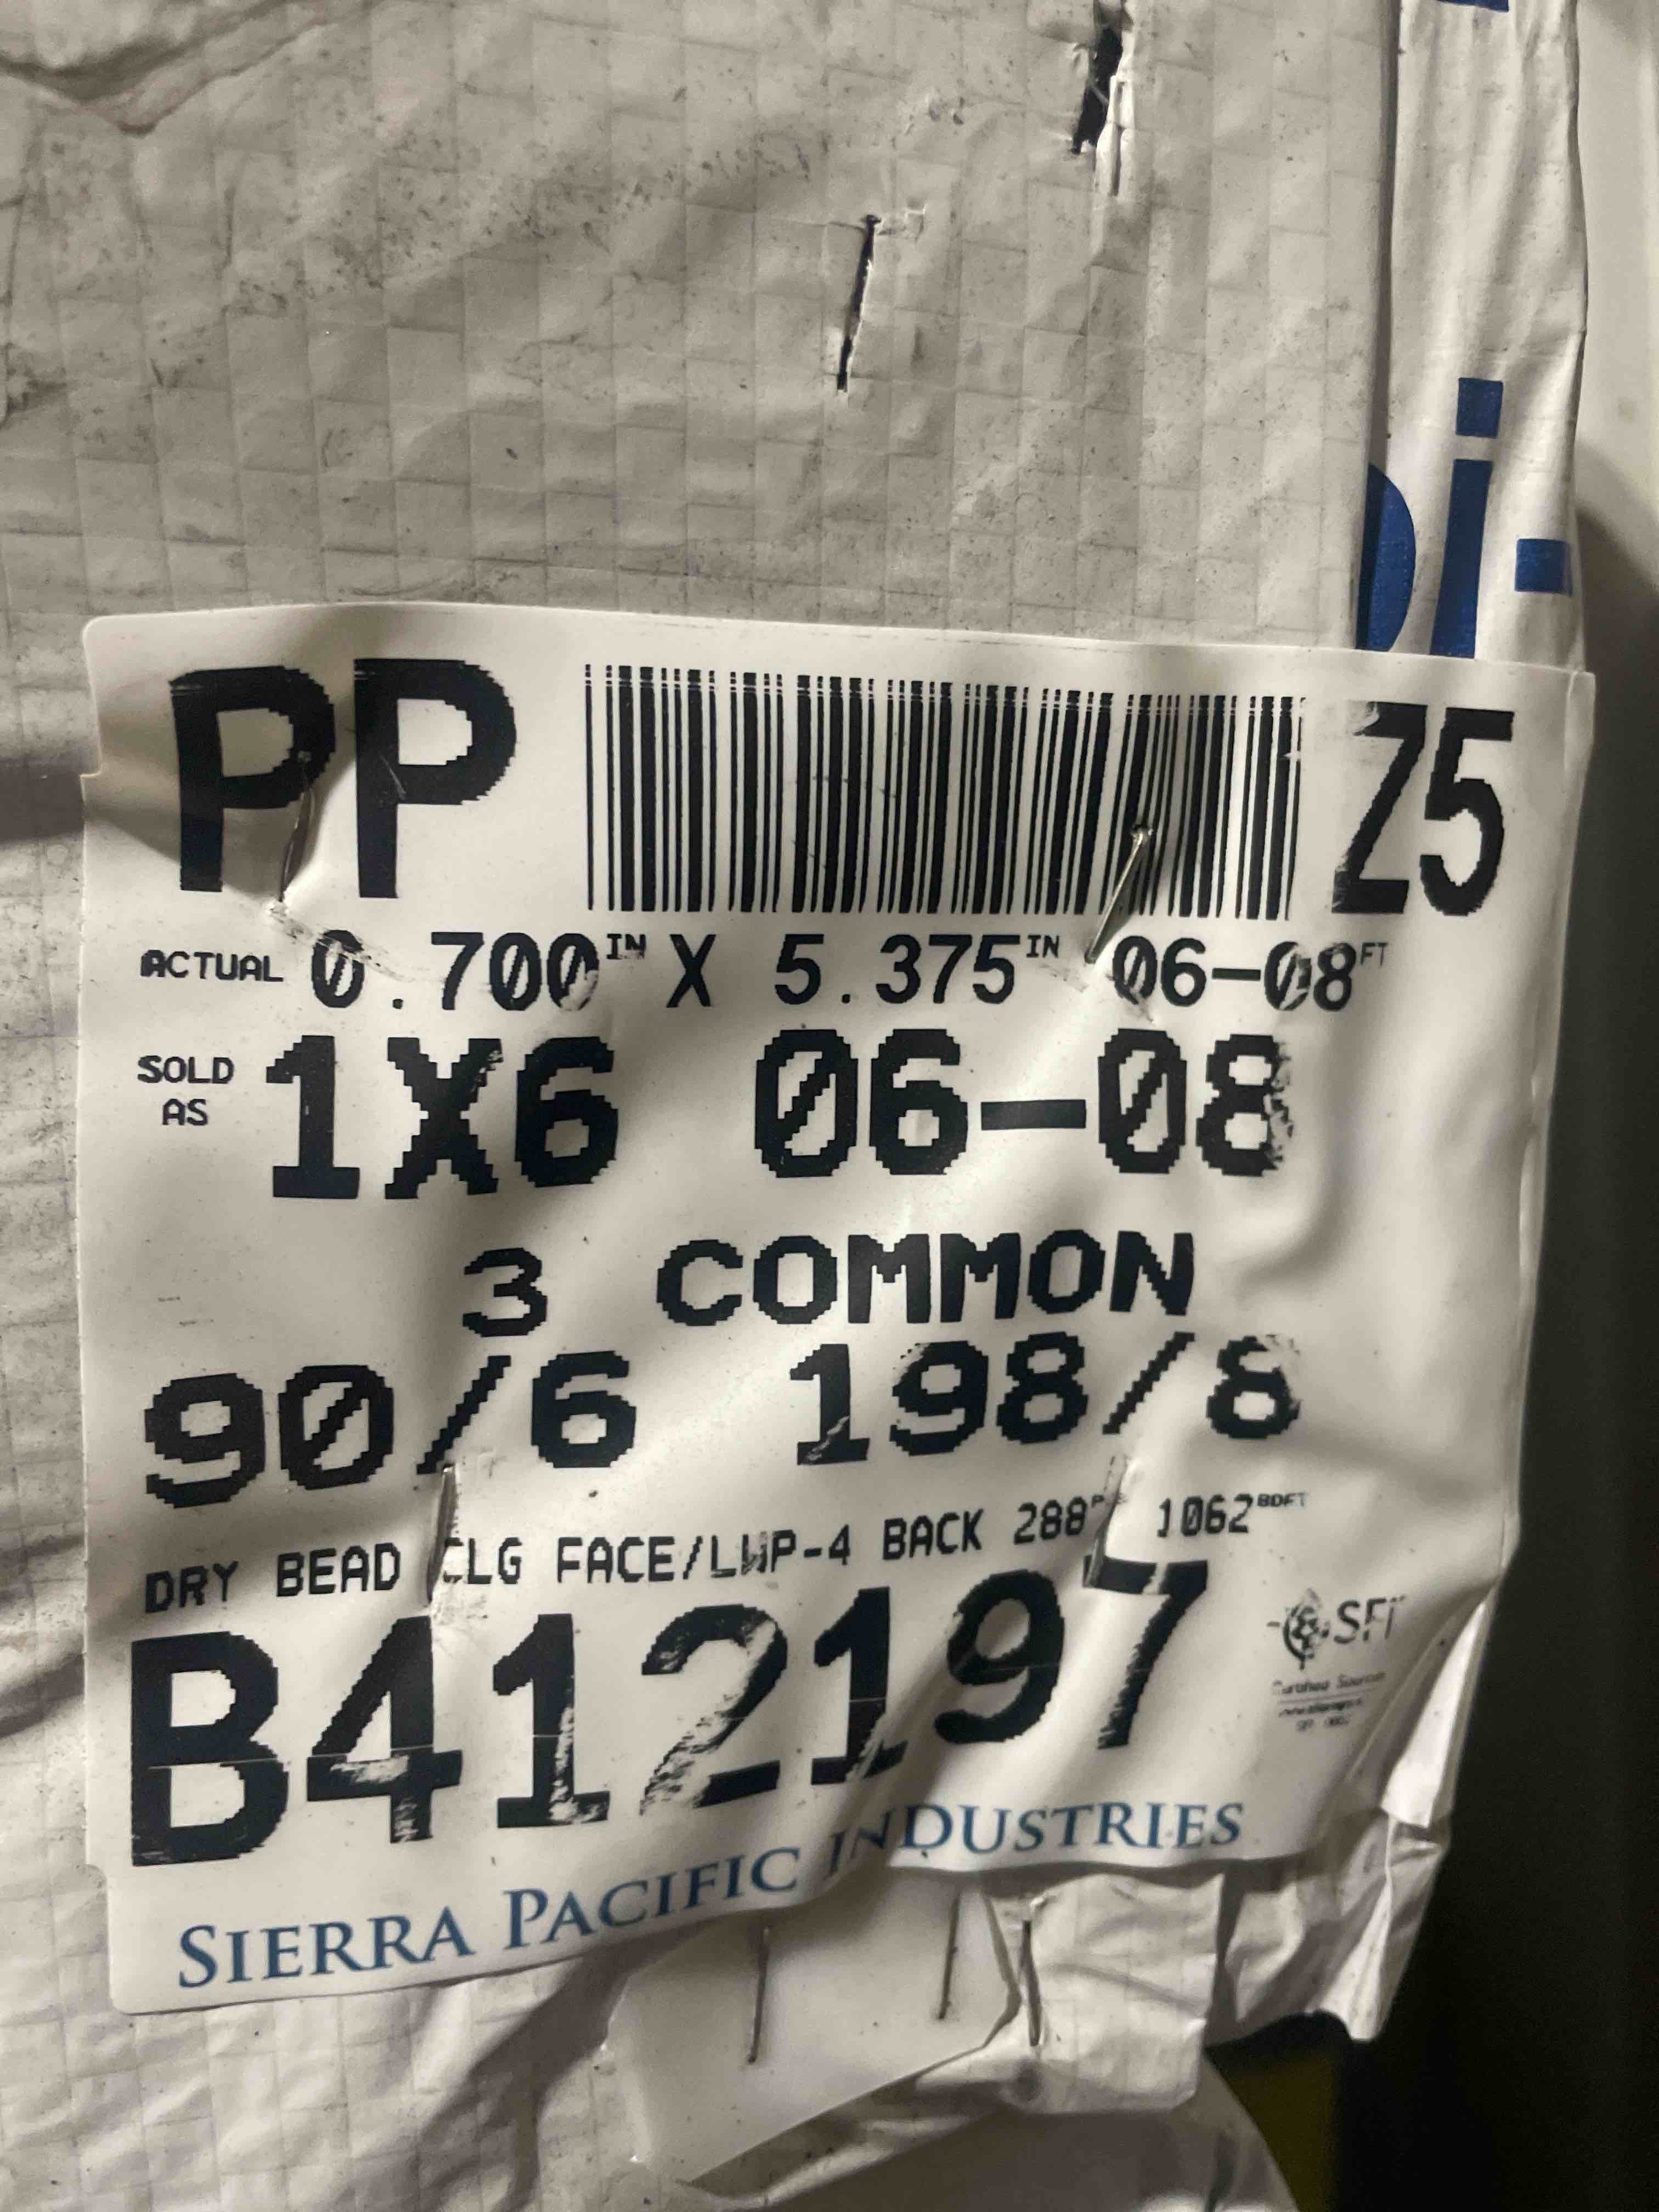 i-
PP Z5
ACTUAL 0.700IN X 5.375IN 06-08FT
SOLD AS 1X6 06-08
3 COMMON
90/6 198/8
DRY BEAD CLG FACE/LWP-4 BACK 288 1062BDFT
B412197
SFI
SIERRA PACIFIC INDUSTRIES